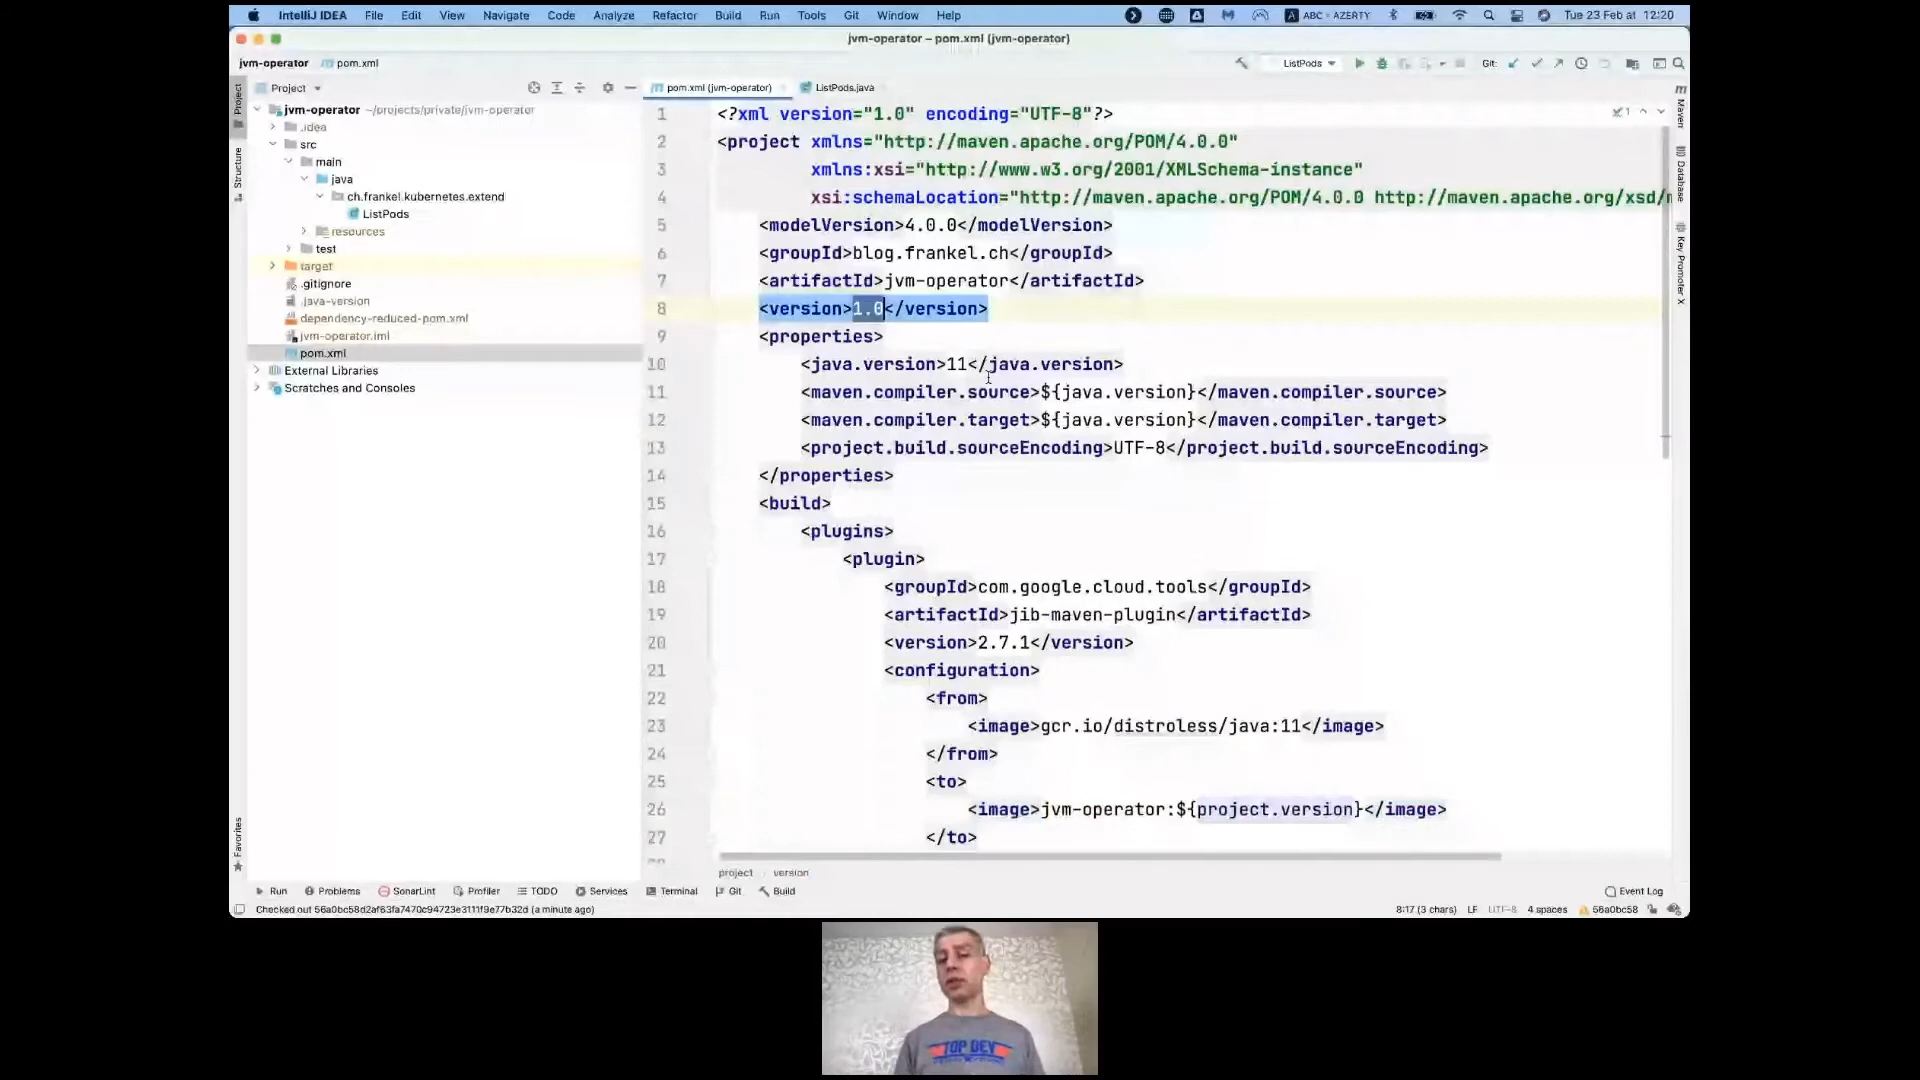 IntelliJ IDEA File Edit View Navigate Code Analyze Refactor Build Run Tools Git Window Help ABC – AZERTY Tue 23 Feb at 12:20
jvm-operator – pom.xml (jvm-operator)
jvm-operator pom.xml ListPods Git:
Project
pom.xml (jvm-operator) ListPods.java
jvm-operator ~/projects/private/jvm-operator
.idea
src
main
java
ch.frankel.kubernetes.extend
ListPods
resources
test
target
.gitignore
.java-version
dependency-reduced-pom.xml
jvm-operator.iml
pom.xml
External Libraries
Scratches and Consoles
Project
Structure
Favorites
1 <?xml version="1.0" encoding="UTF-8"?>
2 <project xmlns="http://maven.apache.org/POM/4.0.0"
3 xmlns:xsi="http://www.w3.org/2001/XMLSchema-instance"
4 xsi:schemaLocation="http://maven.apache.org/POM/4.0.0 http://maven.apache.org/xsd/
5 <modelVersion>4.0.0</modelVersion>
6 <groupId>blog.frankel.ch</groupId>
7 <artifactId>jvm-operator</artifactId>
8 <version>1.0</version>
9 <properties>
10 <java.version>11</java.version>
11 <maven.compiler.source>${java.version}</maven.compiler.source>
12 <maven.compiler.target>${java.version}</maven.compiler.target>
13 <project.build.sourceEncoding>UTF-8</project.build.sourceEncoding>
14 </properties>
15 <build>
16 <plugins>
17 <plugin>
18 <groupId>com.google.cloud.tools</groupId>
19 <artifactId>jib-maven-plugin</artifactId>
20 <version>2.7.1</version>
21 <configuration>
22 <from>
23 <image>gcr.io/distroless/java:11</image>
24 </from>
25 <to>
26 <image>jvm-operator:${project.version}</image>
27 </to>
1
Maven
Database
Key Promoter X
project version
Run Problems SonarLint Profiler TODO Services Terminal Git Build Event Log
Checked out 56a0bc58d2af63fa7470c94723e3111f9e77b32d (a minute ago) 8:17 (3 chars) LF UTF-8 4 spaces 56a0bc58
TOP DEV